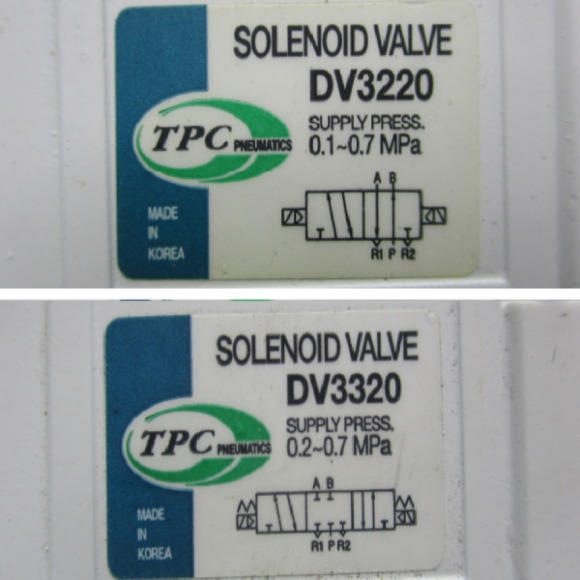 SOLENOID VALVE
DV3220
SUPPLY PRESS.
0.1~0.7 MPa
TPC PNEUMATICS
A B
MADE
IN
KOREA
R1 P R2
SOLENOID VALVE
DV3320
SUPPLY PRESS.
0.2~0.7 MPa
TPC PNEUMATICS
A B
MADE
IN
KOREA
R1 P R2